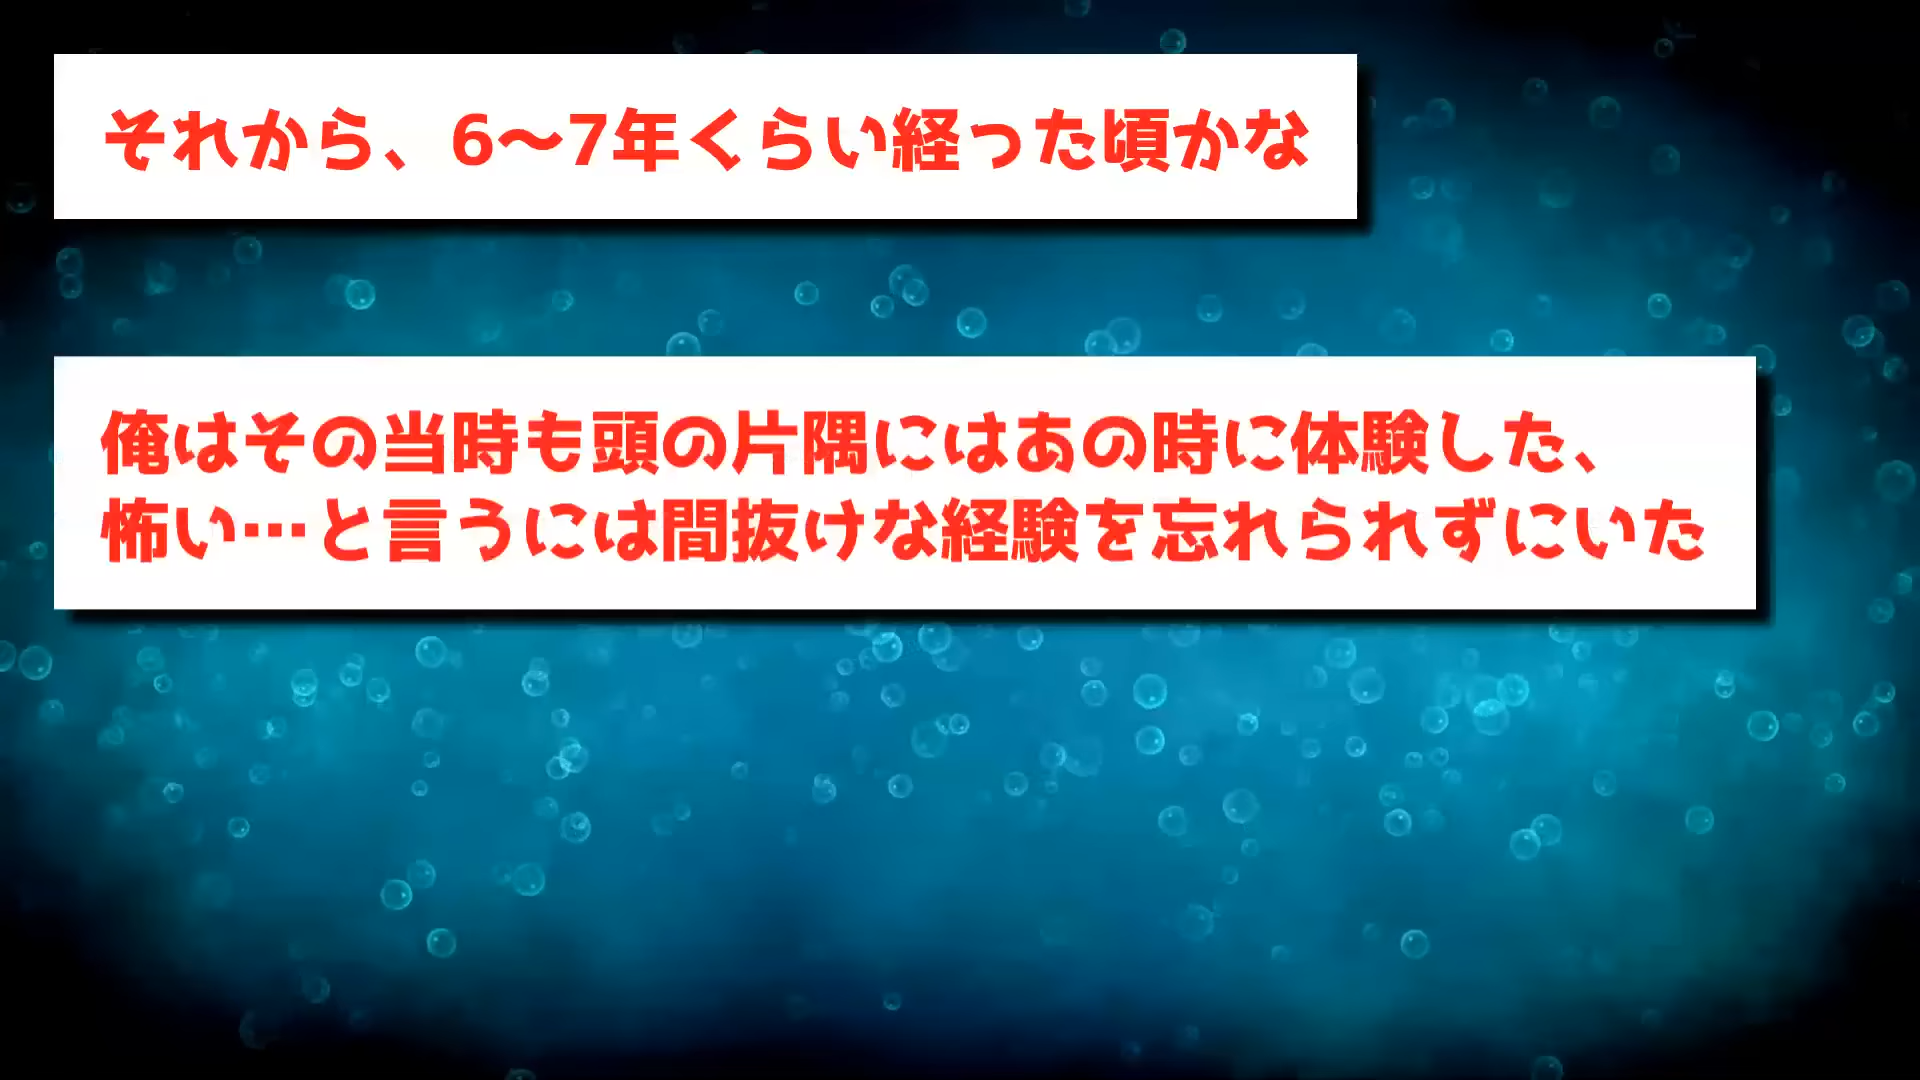 それから、6〜7年くらい経った頃かな
俺はその当時も頭の片隅にはあの時に体験した、
怖い…と言うには間抜けな経験を忘れられずにいた